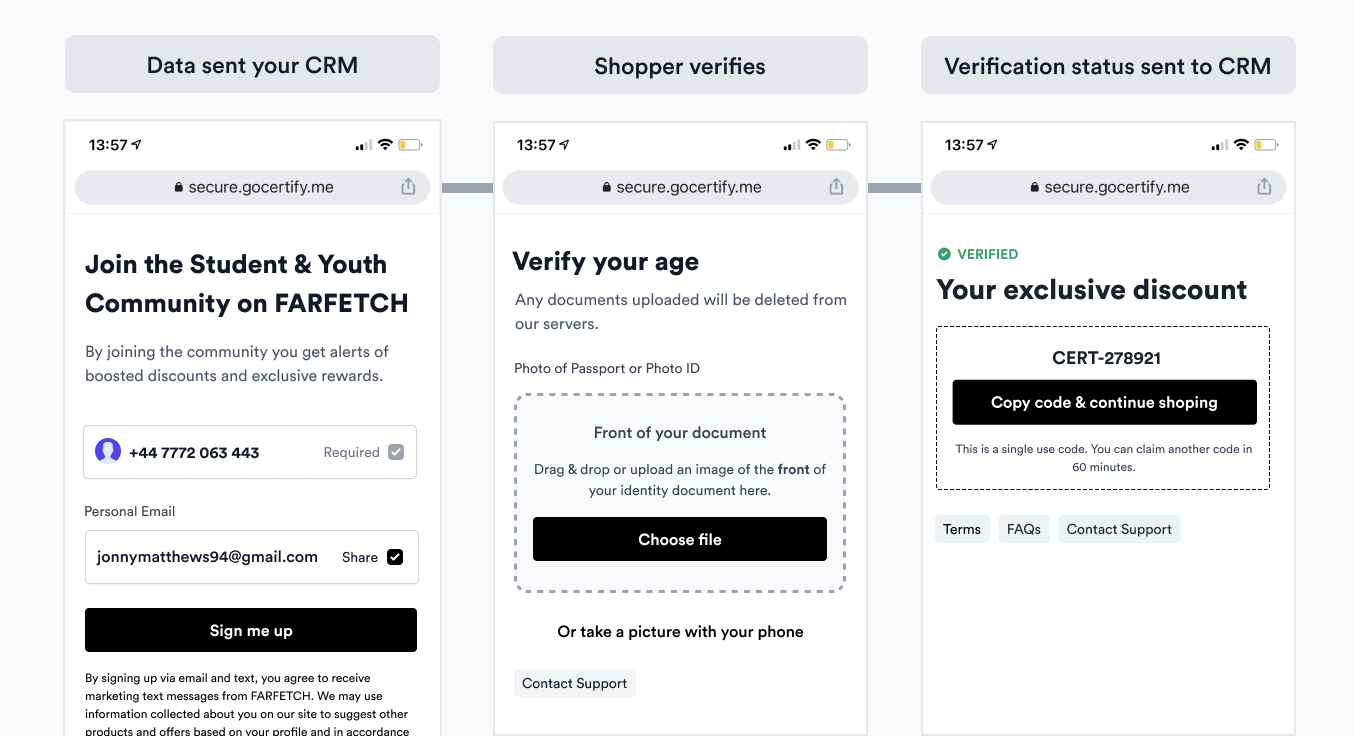 Data sent your CRM
Shopper verifies
Verification status sent to CRM
13:57
secure.gocertify.me
Join the Student & Youth
Community on FARFETCH
By joining the community you get alerts of
boosted discounts and exclusive rewards.
+44 7772 063 443
Required
Personal Email
jonnymatthews94@gmail.com
Share
Sign me up
By signing up via email and text, you agree to receive
marketing text messages from FARFETCH. We may use
information collected about you on our site to suggest other
products and offers based on your profile and in accordance
13:57
secure.gocertify.me
Verify your age
Any documents uploaded will be deleted from
our servers.
Photo of Passport or Photo ID
Front of your document
Drag & drop or upload an image of the front of
your identity document here.
Choose file
Or take a picture with your phone
Contact Support
13:57
secure.gocertify.me
VERIFIED
Your exclusive discount
CERT-278921
Copy code & continue shoping
This is a single use code. You can claim another code in
60 minutes.
Terms
FAQs
Contact Support